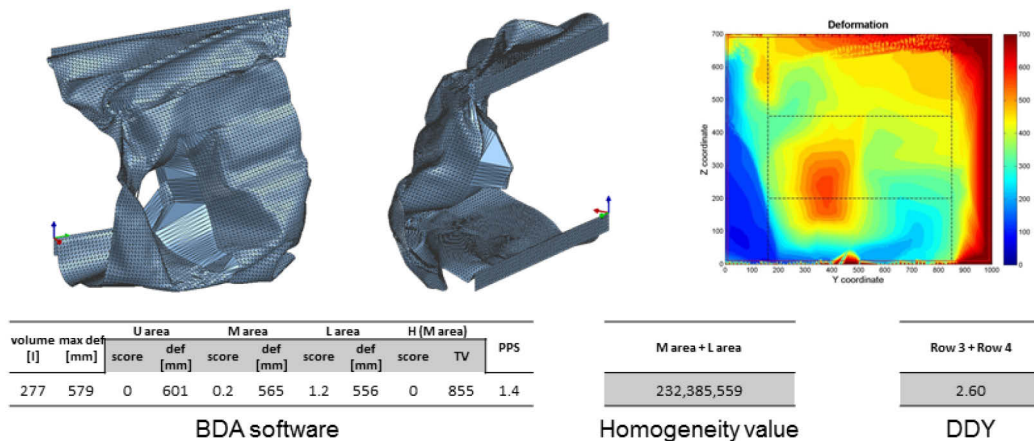 Deformation
700
600
500
400
300
200
100
0
Z coordinate
0 100 200 300 400 500 600 700 800 900 1000
Y coordinate
700
600
500
400
300
200
100
0
volume [l] max def [mm] U area M area L area H (M area) PPS
score def [mm] score def [mm] score def [mm] score TV
277 579 0 601 0.2 565 1.2 556 0 855 1.4
BDA software
M area + L area
232,385,559
Homogeneity value
Row 3 + Row 4
2.60
DDY